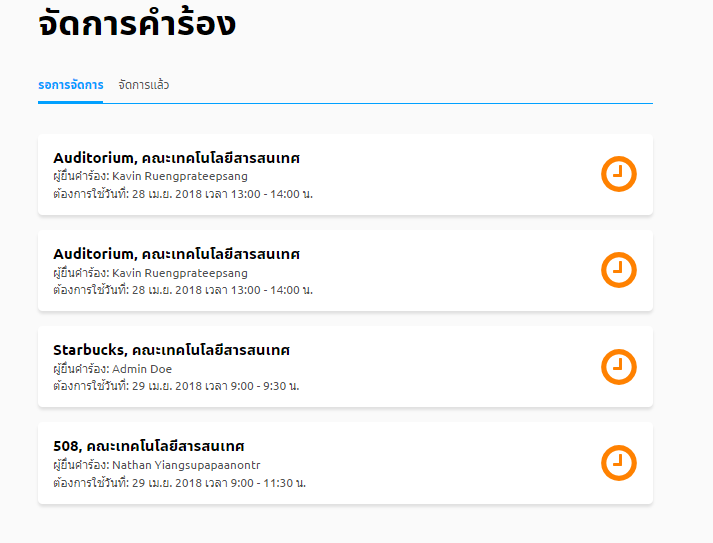 จัดการคำร้อง
รอการจัดการ
จัดการแล้ว
Auditorium, คณะเทคโนโลยีสารสนเทศ
ผู้ยื่นคำร้อง: Kavin Ruengprateepsang
ต้องการใช้วันที่: 28 เม.ย. 2018 เวลา 13:00 - 14:00 น.
Auditorium, คณะเทคโนโลยีสารสนเทศ
ผู้ยื่นคำร้อง: Kavin Ruengprateepsang
ต้องการใช้วันที่: 28 เม.ย. 2018 เวลา 13:00 - 14:00 น.
Starbucks, คณะเทคโนโลยีสารสนเทศ
ผู้ยื่นคำร้อง: Admin Doe
ต้องการใช้วันที่: 29 เม.ย. 2018 เวลา 9:00 - 9:30 น.
508, คณะเทคโนโลยีสารสนเทศ
ผู้ยื่นคำร้อง: Nathan Yiangsupapaanontr
ต้องการใช้วันที่: 29 เม.ย. 2018 เวลา 9:00 - 11:30 น.